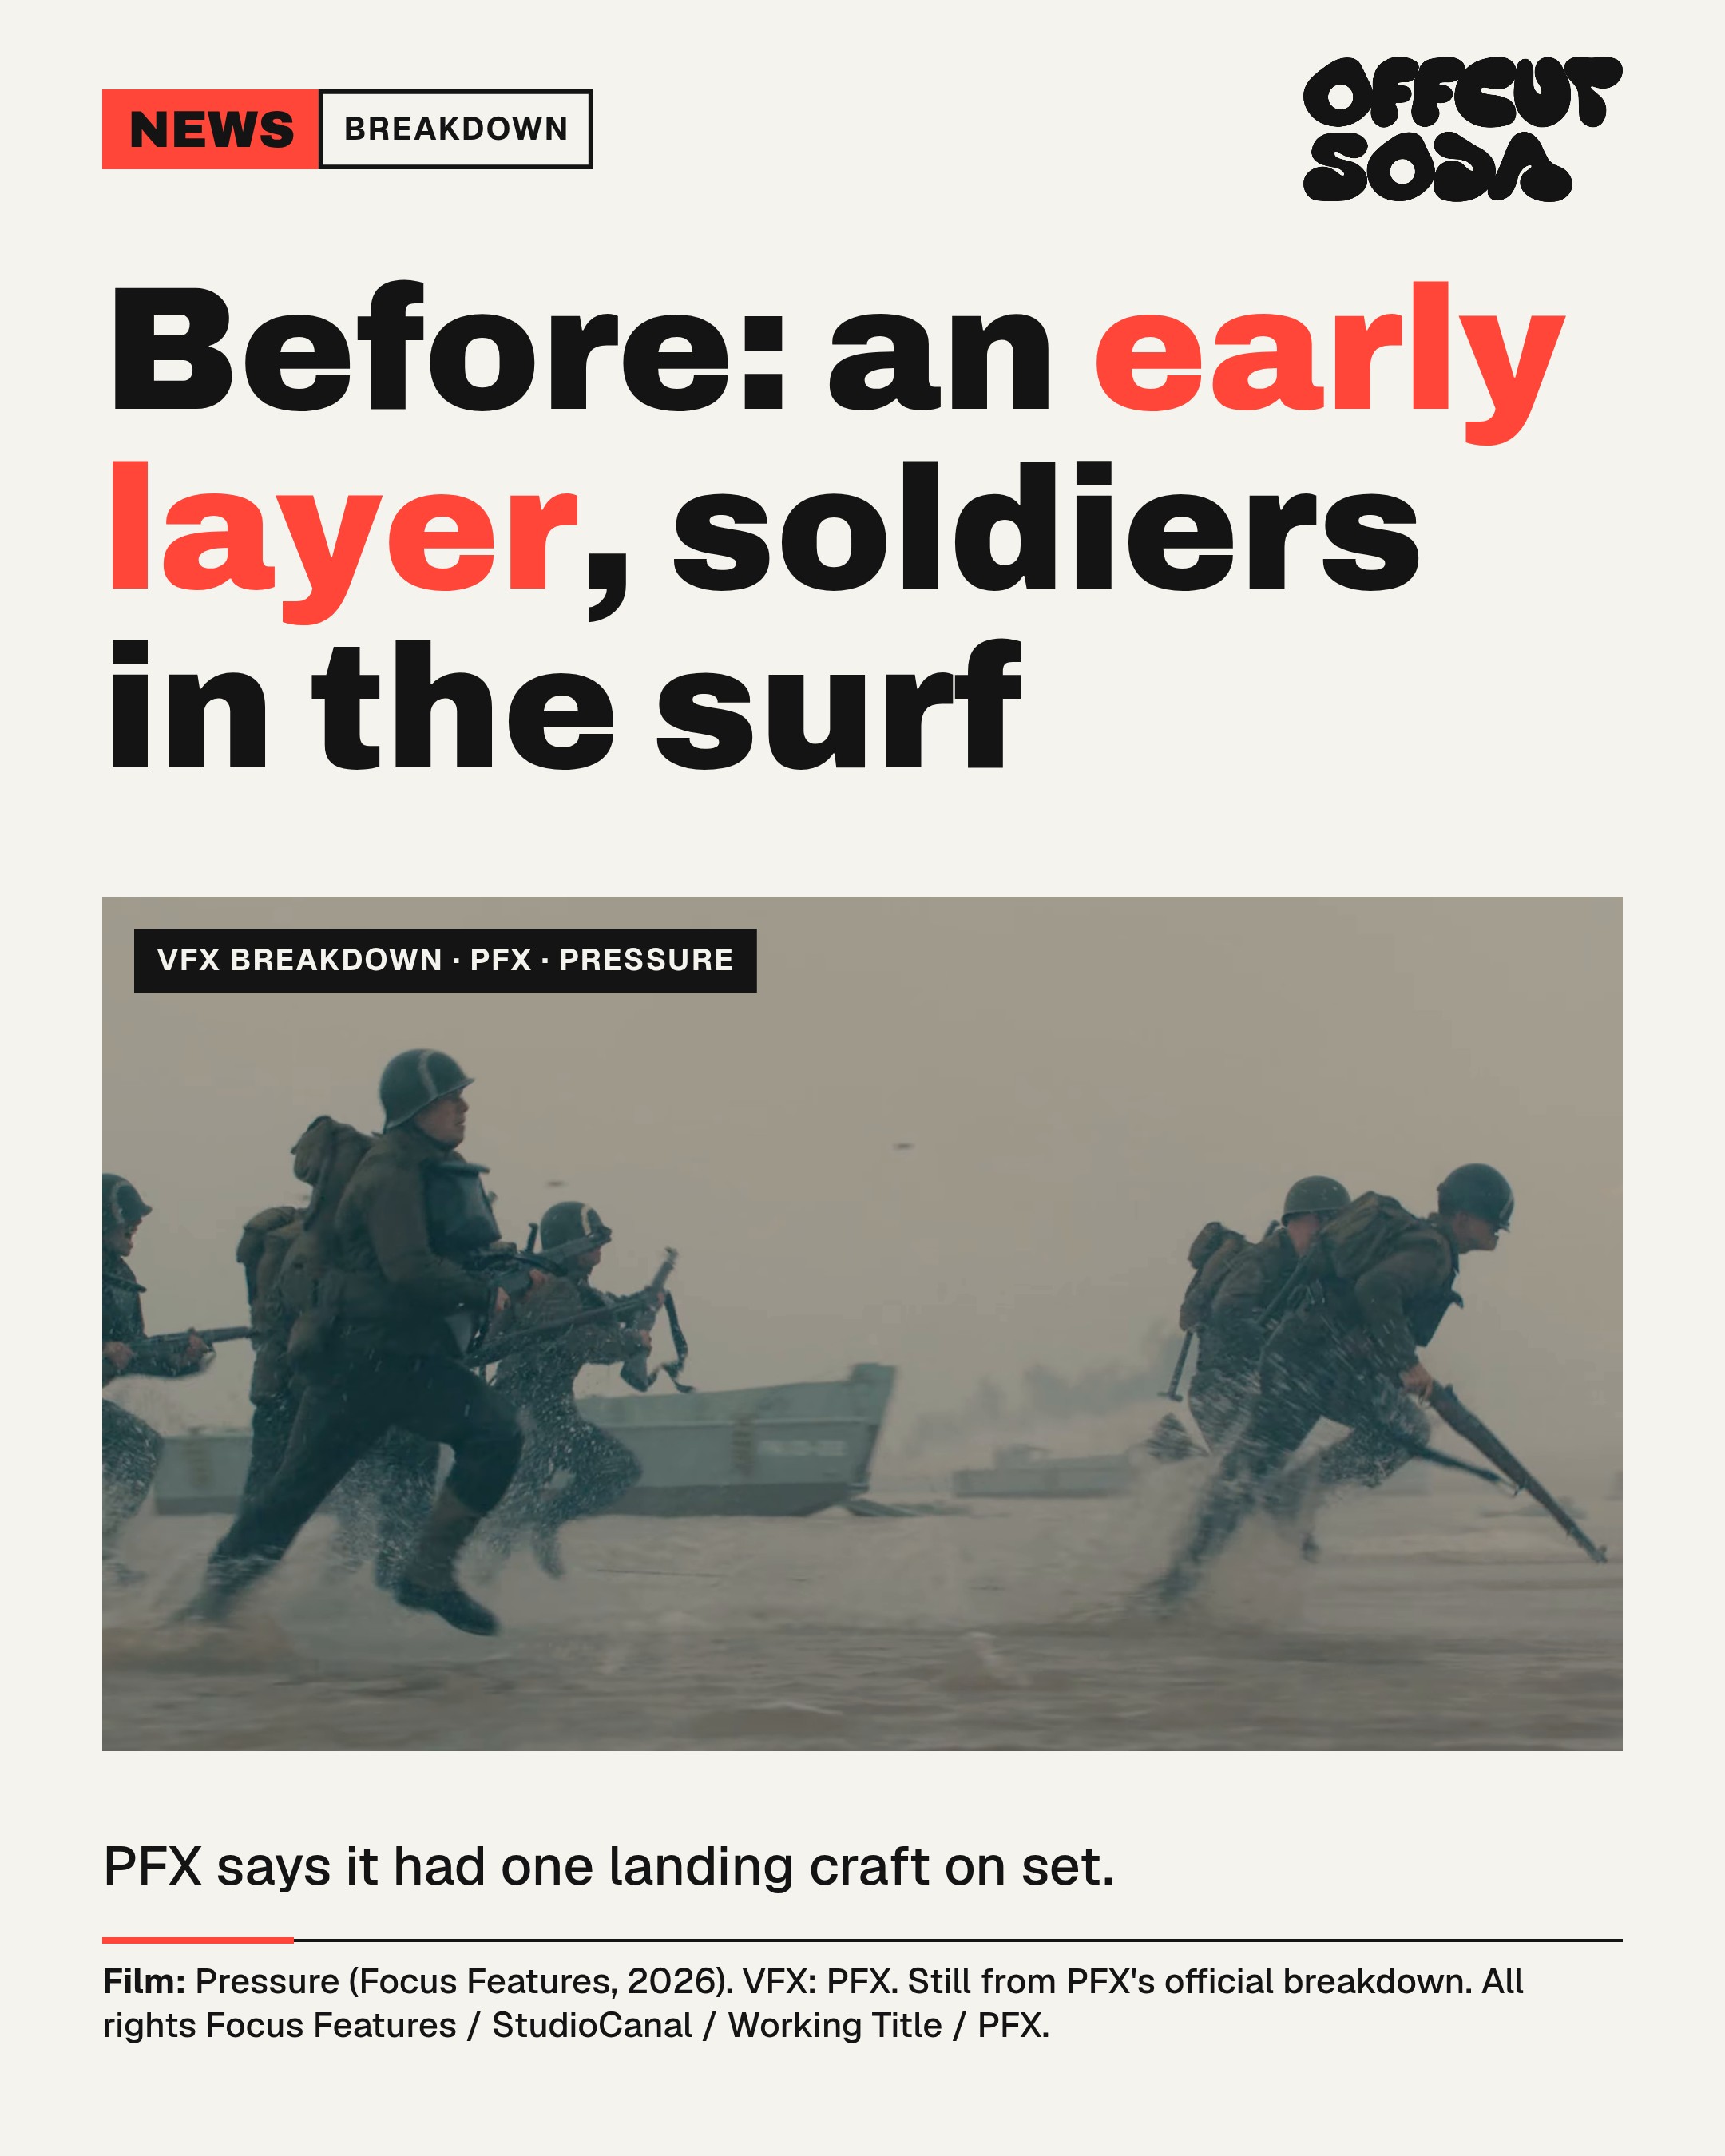 NEWS BREAKDOWN
OFFCUT
SODA
Before: an early
layer, soldiers
in the surf
VFX BREAKDOWN · PFX · PRESSURE
PFX says it had one landing craft on set.
Film: Pressure (Focus Features, 2026). VFX: PFX. Still from PFX's official breakdown. All
rights Focus Features / StudioCanal / Working Title / PFX.